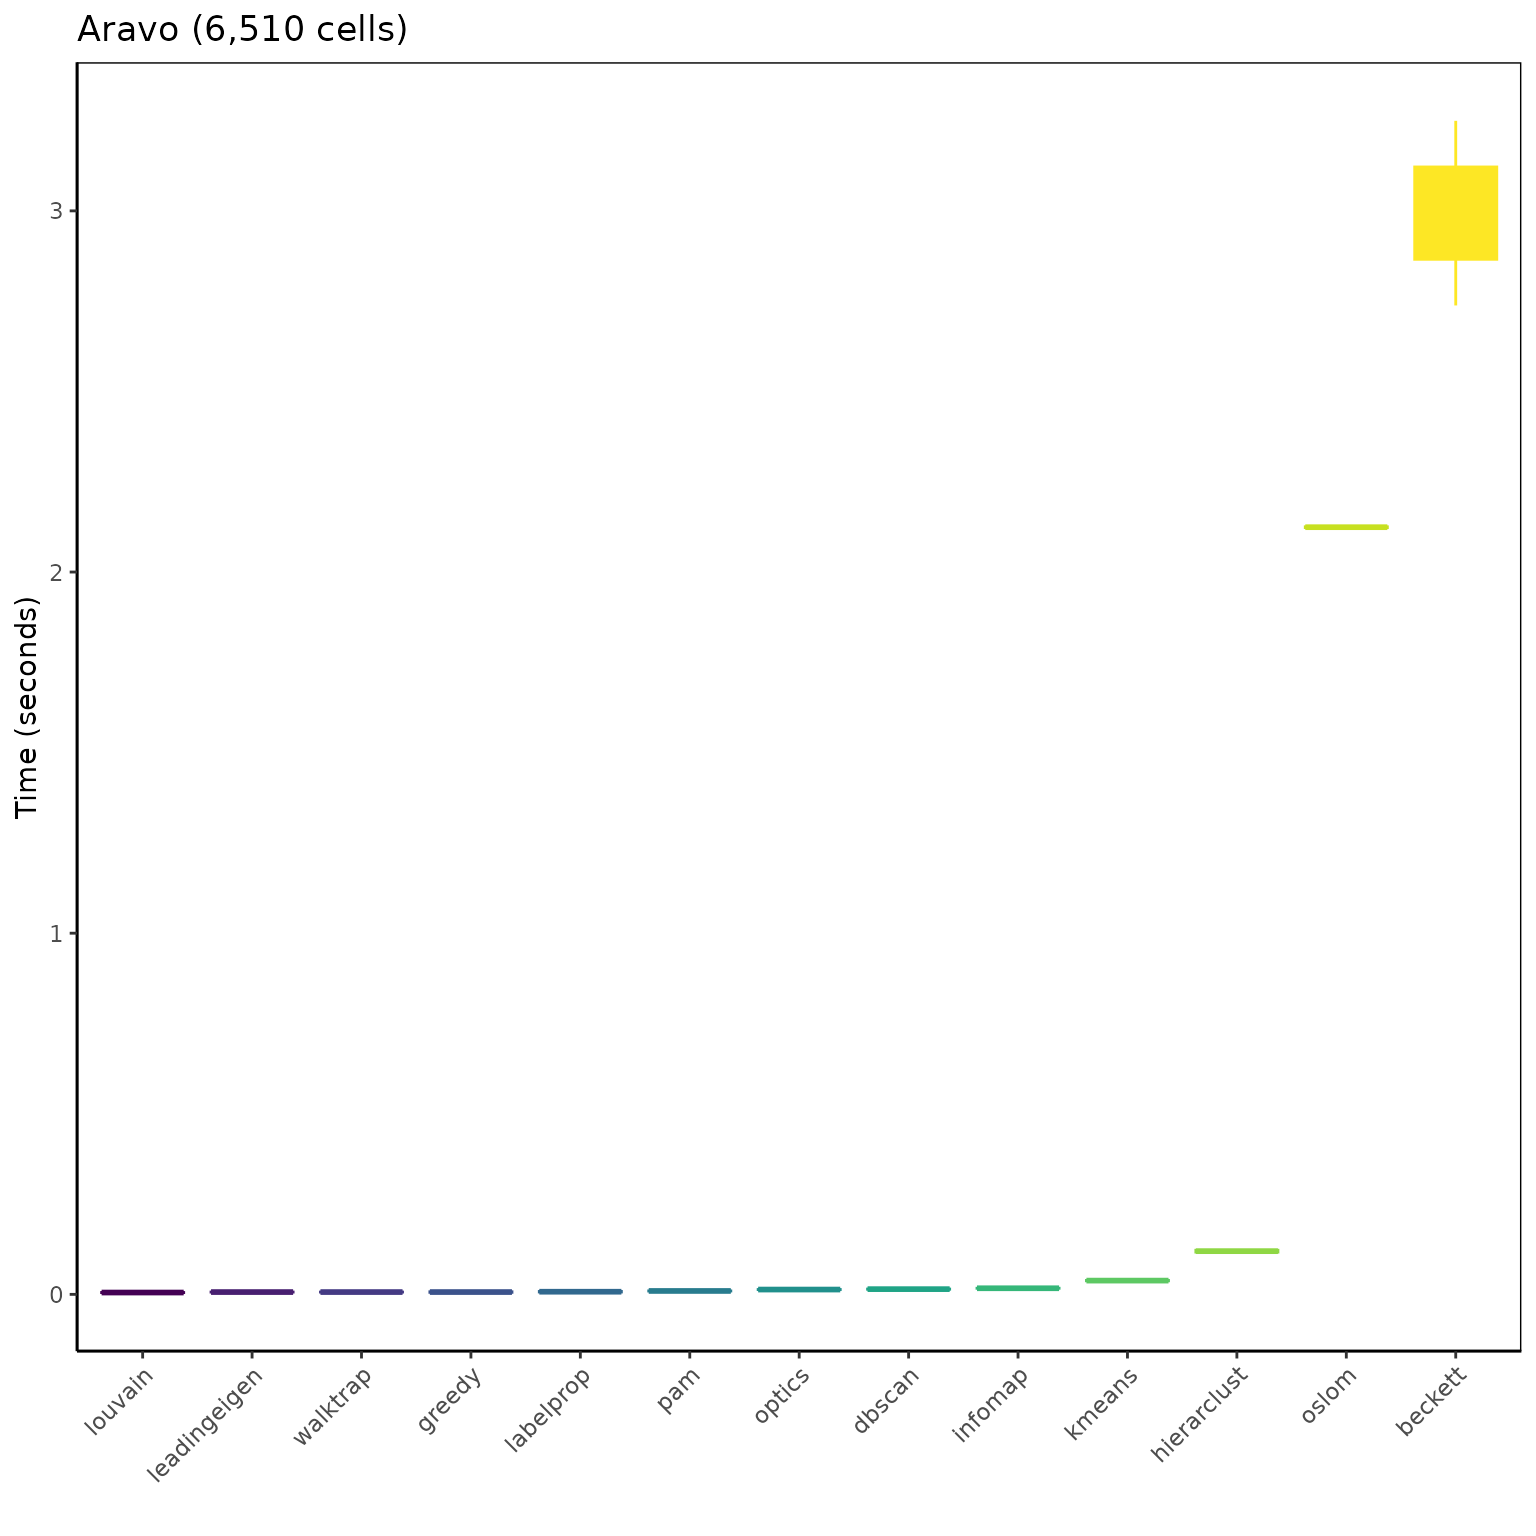 Aravo (6,510 cells)
Time (seconds)
3
2
1
0
louvain
leadingeigen
walktrap
greedy
labelprop
pam
optics
dbscan
infomap
kmeans
hierarclust
oslom
beckett